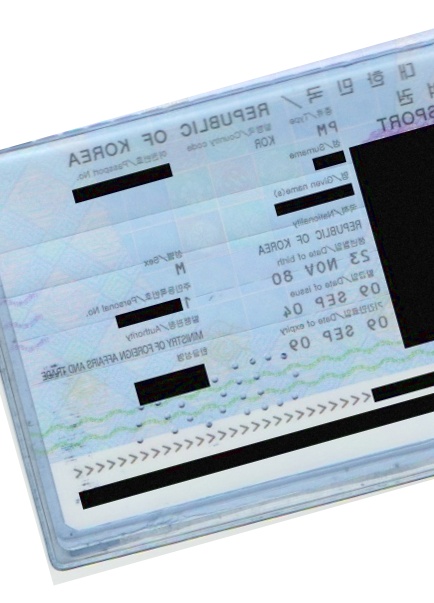 대 한 민 국 / REPUBLIC OF KOREA
여 권
PASSPORT
종류/Type
발행국/Country code
여권번호/Passport No.
PM
KOR
성/Surname
이름/Given name(s)
국적/Nationality
REPUBLIC OF KOREA
생년월일/Date of birth
성별/Sex
23 NOV 80
M
발급일/Date of issue
주민등록번호/Personal No.
09 SEP 04
1
기간만료일/Date of expiry
발행관청/Authority
09 SEP 09
MINISTRY OF FOREIGN AFFAIRS AND TRADE
한글성명